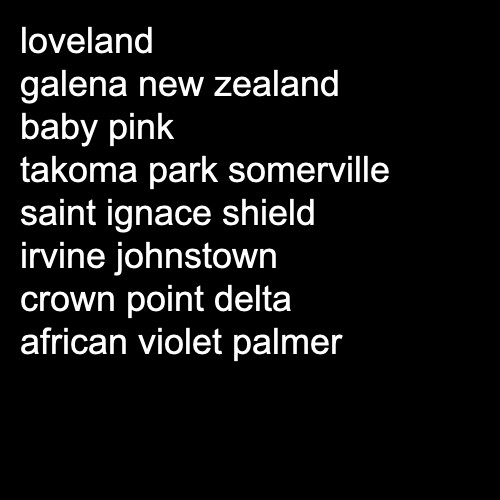 loveland
galena new zealand
baby pink
takoma park somerville
saint ignace shield
irvine johnstown
crown point delta
african violet palmer